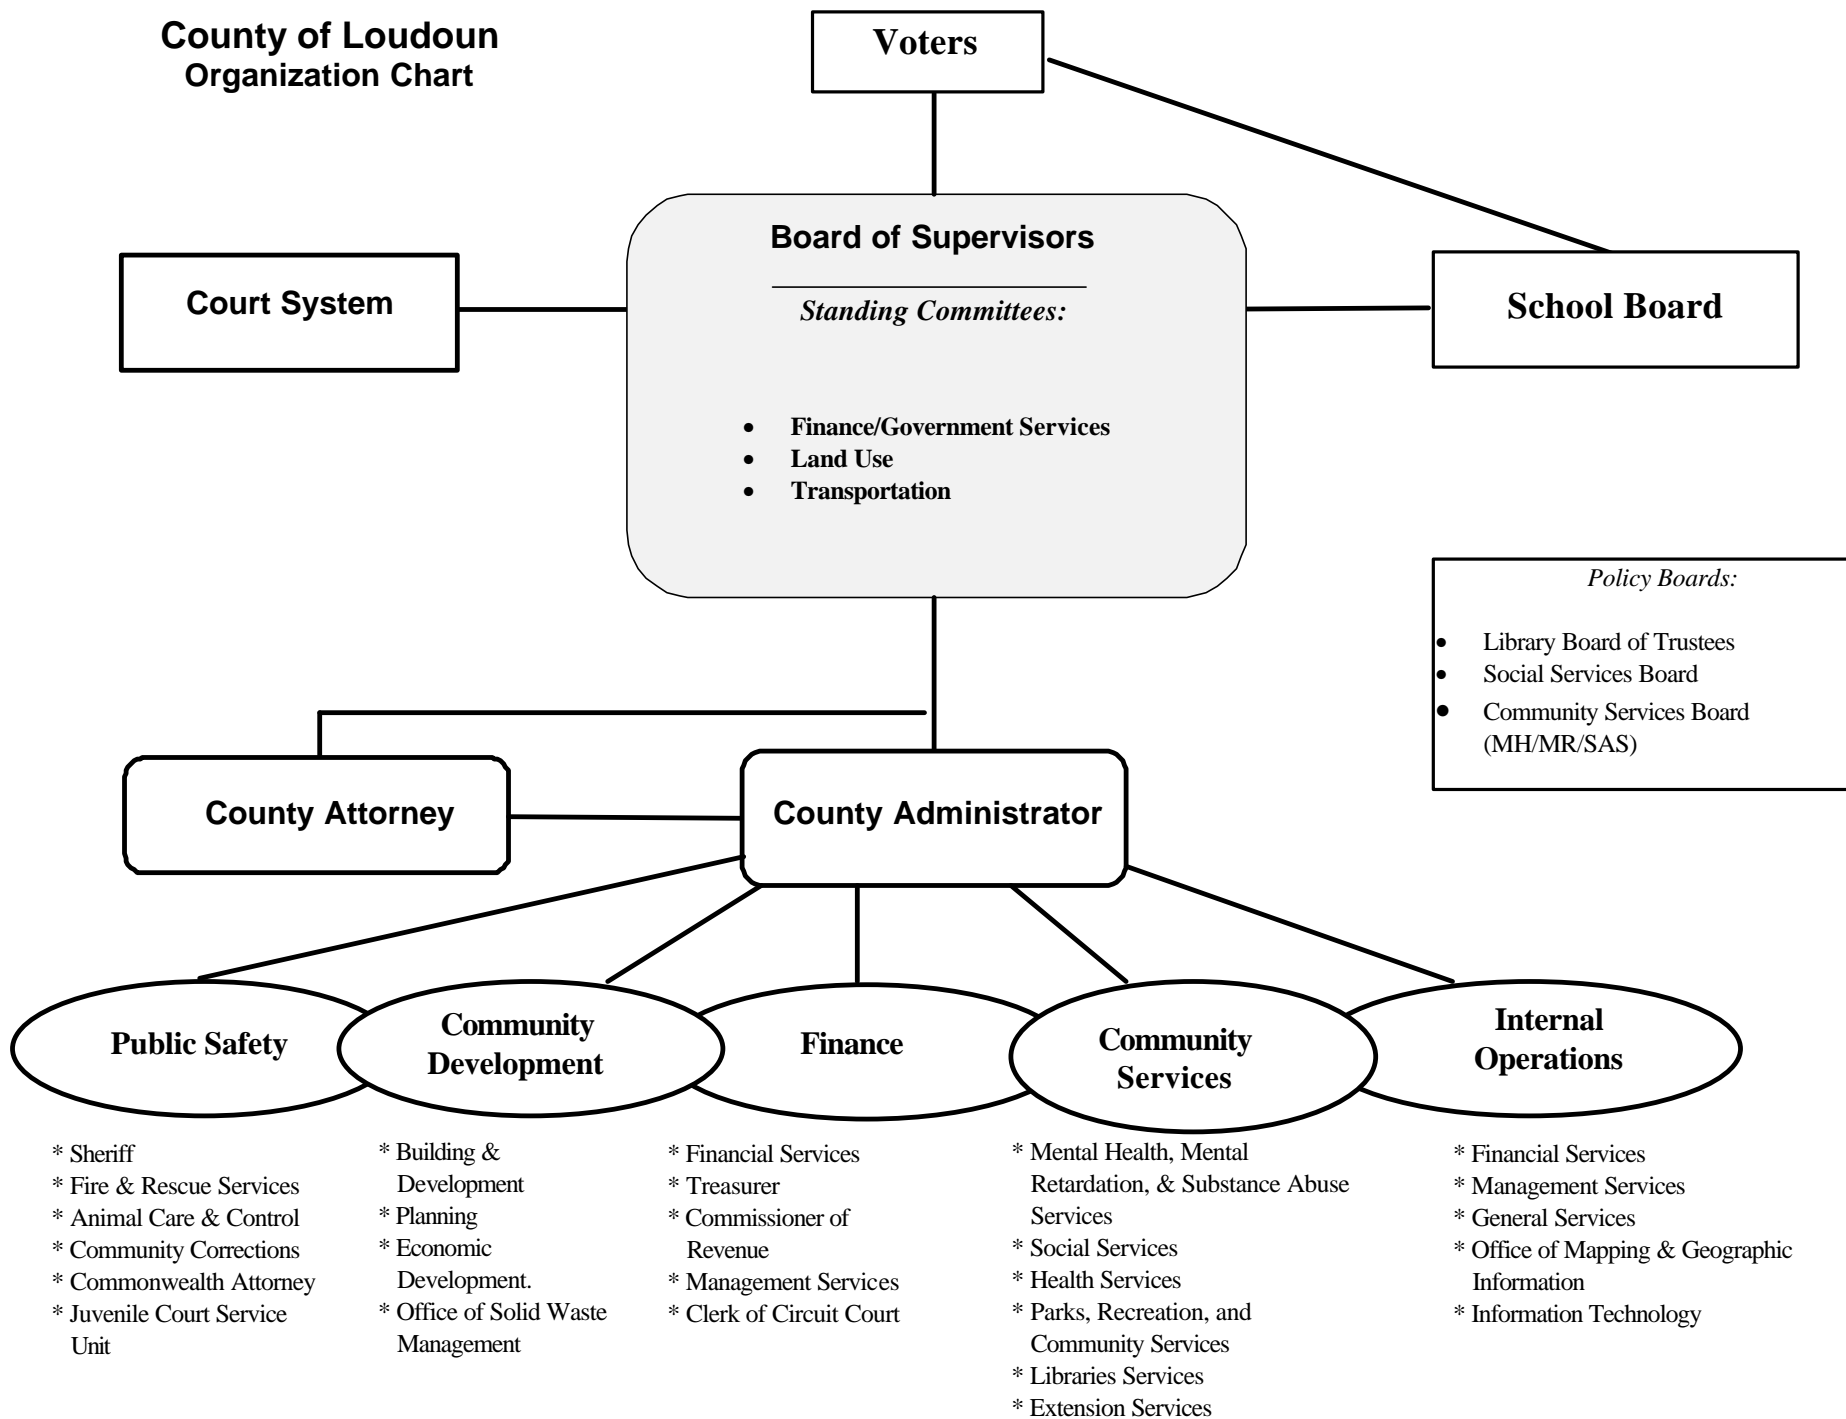 County of Loudoun
Organization Chart
Voters
Board of Supervisors
Standing Committees:
• Finance/Government Services
• Land Use
• Transportation
Court System
School Board
Policy Boards:
• Library Board of Trustees
• Social Services Board
• Community Services Board
(MH/MR/SAS)
County Attorney
County Administrator
Public Safety
* Sheriff
* Fire & Rescue Services
* Animal Care & Control
* Community Corrections
* Commonwealth Attorney
* Juvenile Court Service
Unit
Community
Development
* Building &
Development
* Planning
* Economic
Development.
* Office of Solid Waste
Management
Finance
* Financial Services
* Treasurer
* Commissioner of
Revenue
* Management Services
* Clerk of Circuit Court
Community
Services
* Mental Health, Mental
Retardation, & Substance Abuse
Services
* Social Services
* Health Services
* Parks, Recreation, and
Community Services
* Libraries Services
* Extension Services
Internal
Operations
* Financial Services
* Management Services
* General Services
* Office of Mapping & Geographic
Information
* Information Technology